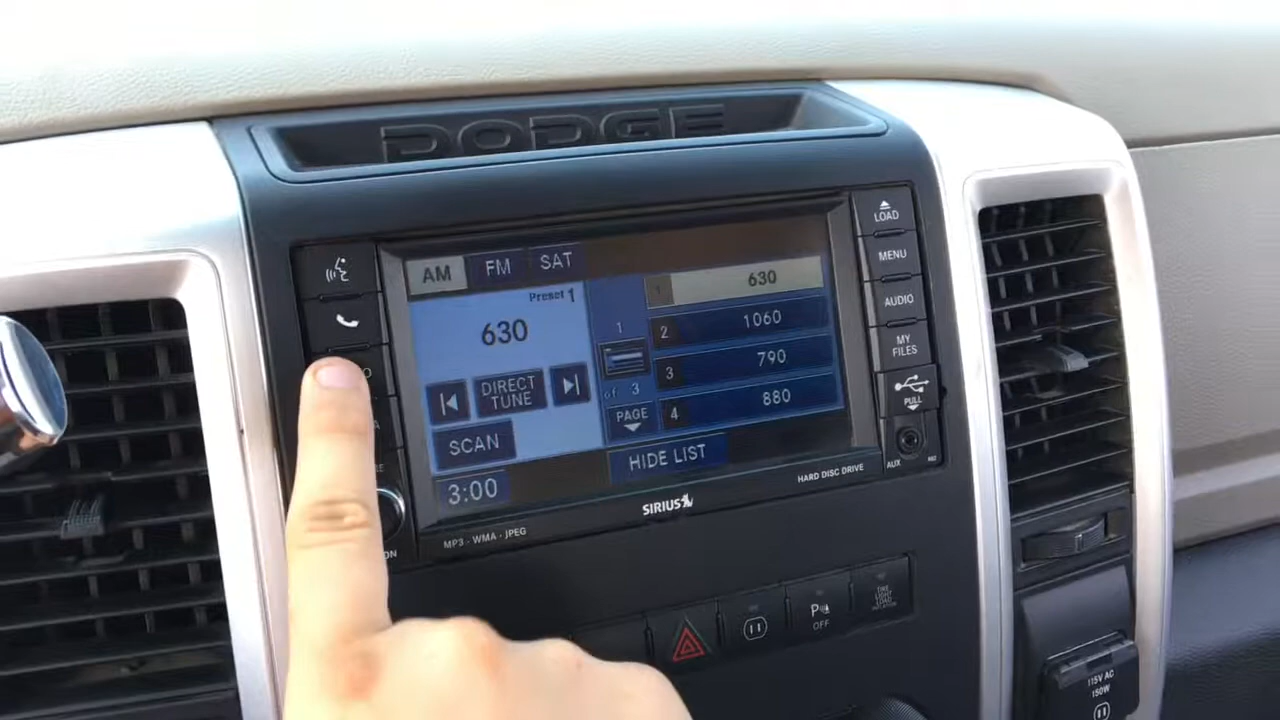 DODGE
LOAD
MENU
AUDIO
MY
FILES
PULL
AUX
AM
FM
SAT
Preset 1
630
DIRECT
TUNE
SCAN
3:00
1
of 3
PAGE
1 630
2 1060
3 790
4 880
HIDE LIST
SIRIUS
HARD DISC DRIVE
MP3 - WMA - JPEG
P
OFF
115V AC
150W